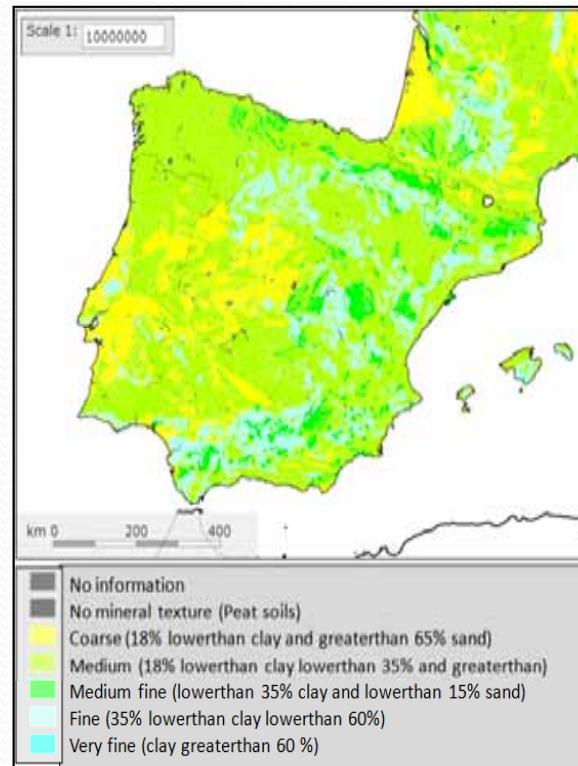 Scale 1: 10000000
km 0 200 400
No information
No mineral texture (Peat soils)
Coarse (18% lowerthan clay and greaterthan 65% sand)
Medium (18% lowerthan clay lowerthan 35% and greaterthan)
Medium fine (lowerthan 35% clay and lowerthan 15% sand)
Fine (35% lowerthan clay lowerthan 60%)
Very fine (clay greaterthan 60 %)